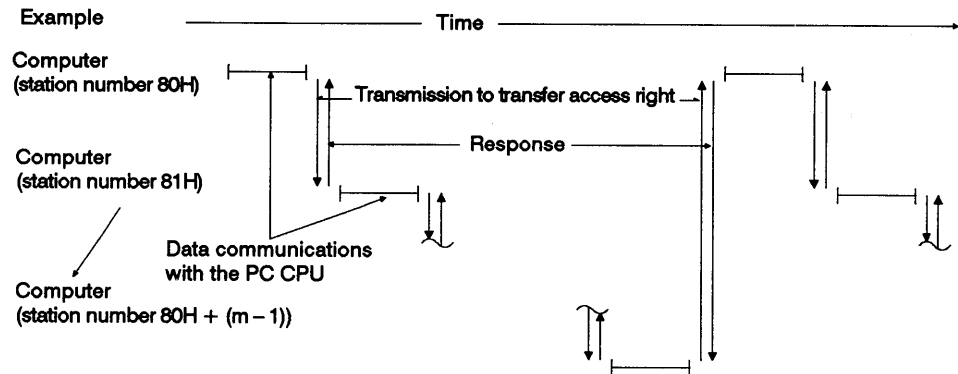 Example
Time
Computer
(station number 80H)
Transmission to transfer access right
Response
Computer
(station number 81H)
Data communications
with the PC CPU
Computer
(station number 80H + (m – 1))